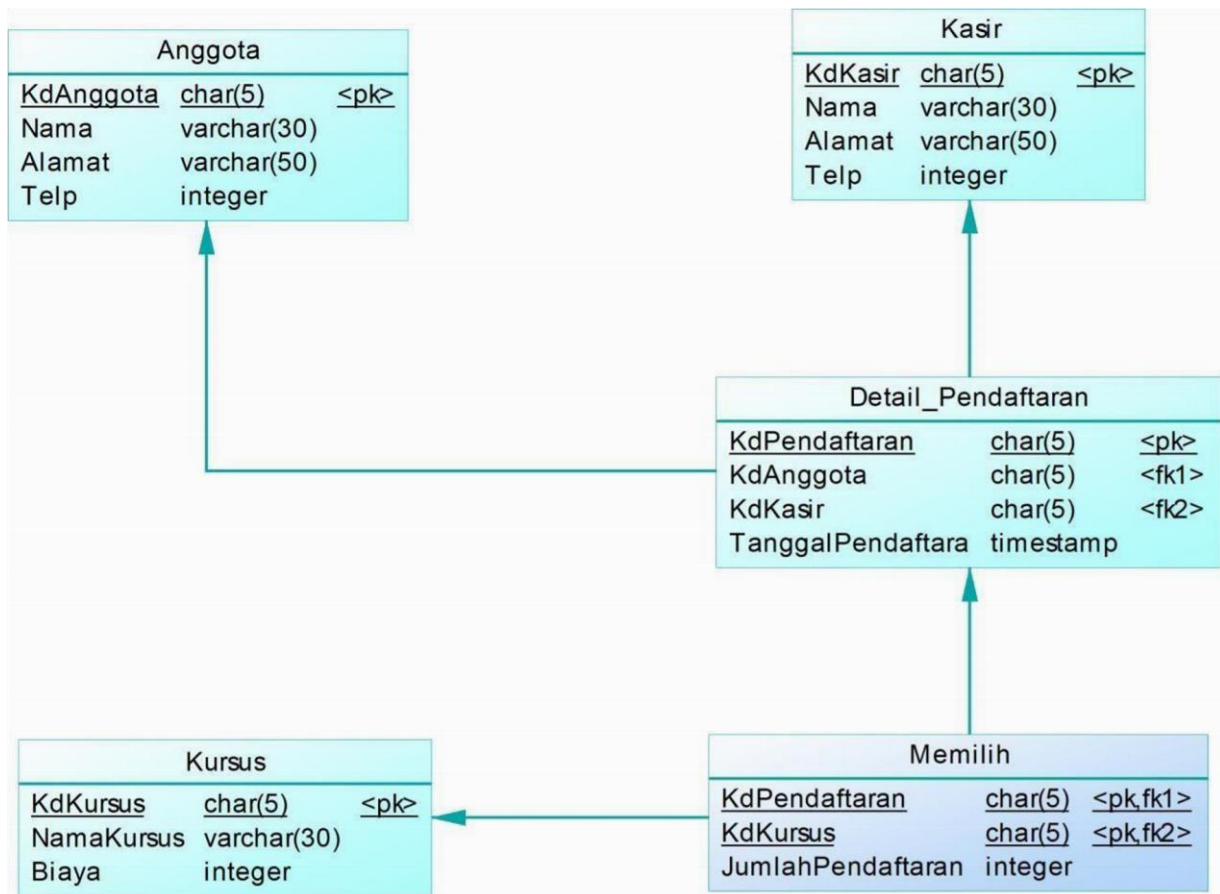 Anggota
KdAnggota char(5) <pk>
Nama varchar(30)
Alamat varchar(50)
Telp integer
Kasir
KdKasir char(5) <pk>
Nama varchar(30)
Alamat varchar(50)
Telp integer
Detail_Pendaftaran
KdPendaftaran char(5) <pk>
KdAnggota char(5) <fk1>
KdKasir char(5) <fk2>
TanggalPendaftara timestamp
Kursus
KdKursus char(5) <pk>
NamaKursus varchar(30)
Biaya integer
Memilih
KdPendaftaran char(5) <pk,fk1>
KdKursus char(5) <pk,fk2>
JumlahPendaftaran integer